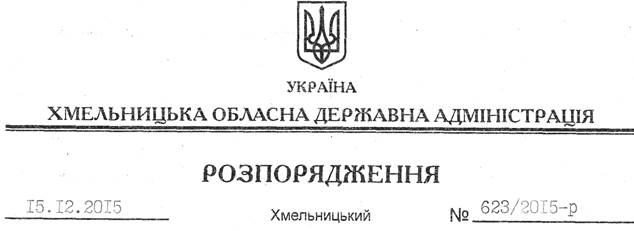 УКРАЇНА
ХМЕЛЬНИЦЬКА ОБЛАСНА ДЕРЖАВНА АДМІНІСТРАЦІЯ
РОЗПОРЯДЖЕННЯ
15.12.2015 Хмельницький № 623/2015-р